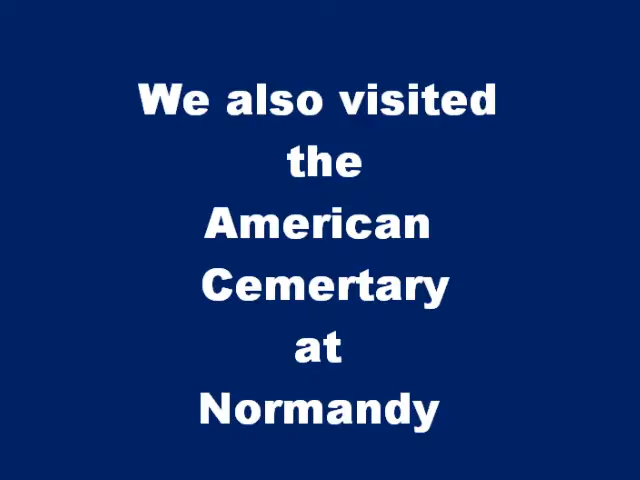 We also visited
the
American
Cemertary
at
Normandy